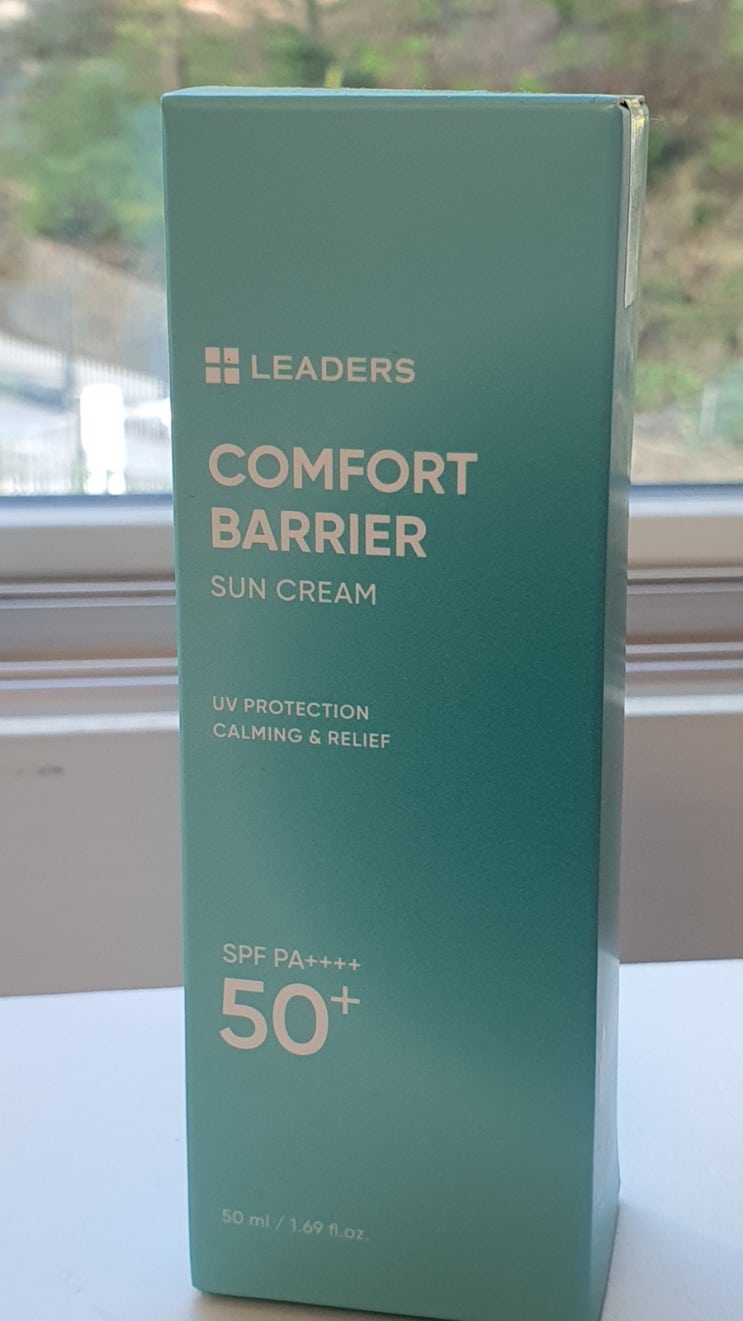 LEADERS
COMFORT
BARRIER
SUN CREAM
UV PROTECTION
CALMING & RELIEF
SPF PA++++
50+
50 ml / 1.69 fl.oz.